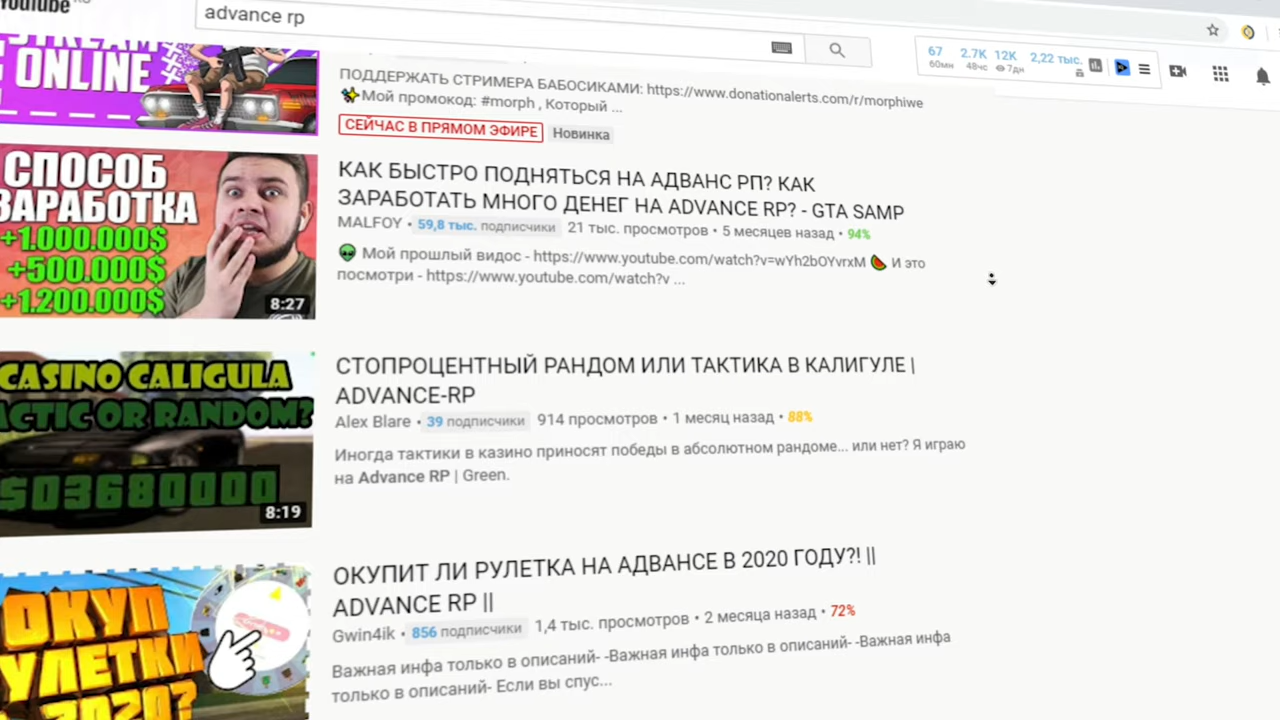 YouTube
advance rp
67 2.7K 12K 2,22 тыс.
60мн 48чс 7дн
STREAM
ONLINE
ПОДДЕРЖАТЬ СТРИМЕРА БАБОСИКАМИ: https://www.donationalerts.com/r/morphiwe
Мой промокод: #morph , Который ...
СЕЙЧАС В ПРЯМОМ ЭФИРЕ Новинка
СПОСОБ
ЗАРАБОТКА
+1.000.000$
+500.000$
+1.200.000$
8:27
КАК БЫСТРО ПОДНЯТЬСЯ НА АДВАНС РП? КАК
ЗАРАБОТАТЬ МНОГО ДЕНЕГ НА ADVANCE RP? - GTA SAMP
MALFOY • 59,8 тыс. подписчики 21 тыс. просмотров • 5 месяцев назад • 94%
Мой прошлый видос - https://www.youtube.com/watch?v=wYh2bOYvrxM И это
посмотри - https://www.youtube.com/watch?v ...
CASINO CALIGULA
TACTIC OR RANDOM?
$03680000
8:19
СТОПРОЦЕНТНЫЙ РАНДОМ ИЛИ ТАКТИКА В КАЛИГУЛЕ |
ADVANCE-RP
Alex Blare • 39 подписчики 914 просмотров • 1 месяц назад • 88%
Иногда тактики в казино приносят победы в абсолютном рандоме... или нет? Я играю
на Advance RP | Green.
ОКУП
УЛЕТКИ
2020?
ОКУПИТ ЛИ РУЛЕТКА НА АДВАНСЕ В 2020 ГОДУ?! ||
ADVANCE RP ||
Gwin4ik • 856 подписчики 1,4 тыс. просмотров • 2 месяца назад • 72%
Важная инфа только в описаний- -Важная инфа только в описаний- -Важная инфа
только в описаний- Если вы спус...